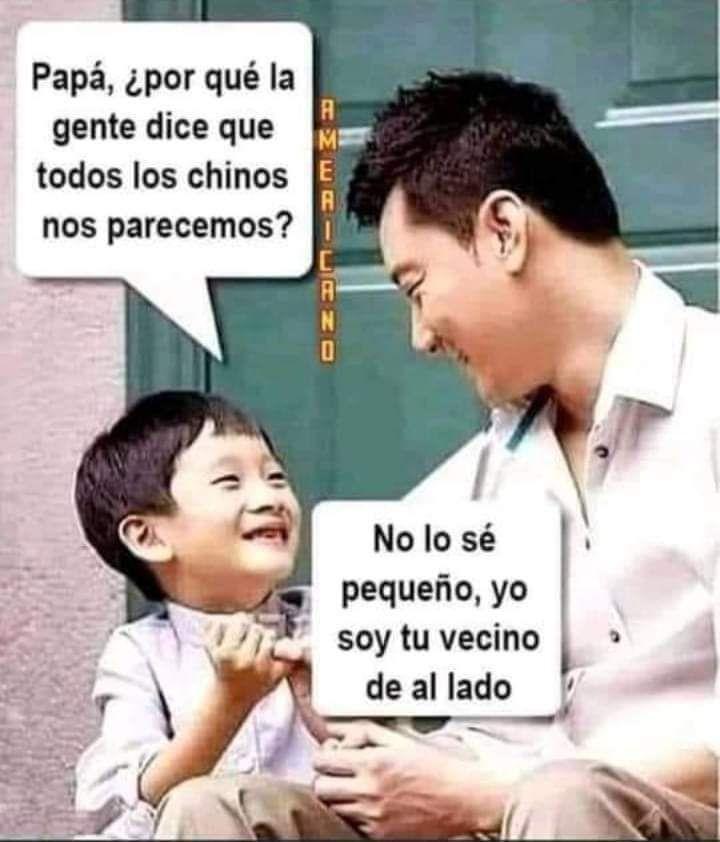 Papá, ¿por qué la
gente dice que
todos los chinos
nos parecemos?
AMERICANO
No lo sé
pequeño, yo
soy tu vecino
de al lado